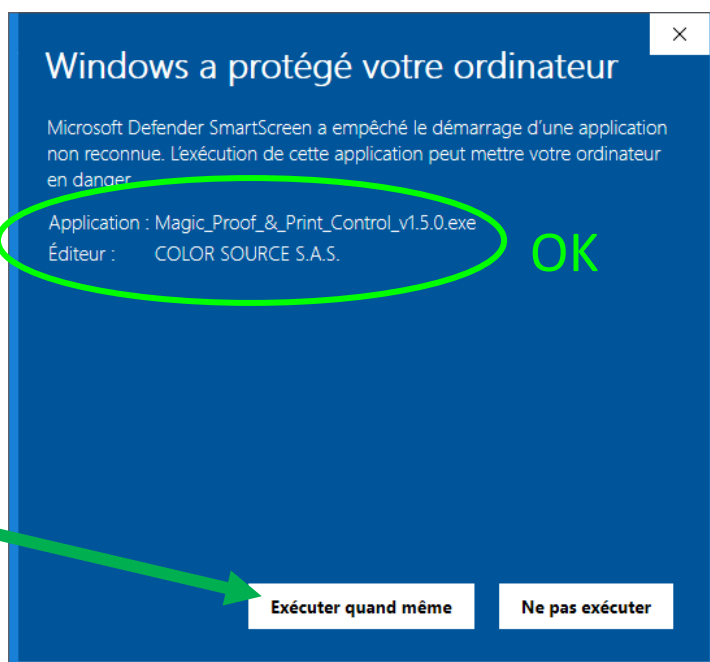 Windows a protégé votre ordinateur
Microsoft Defender SmartScreen a empêché le démarrage d'une application
non reconnue. L'exécution de cette application peut mettre votre ordinateur
en danger.
Application : Magic_Proof_&_Print_Control_v1.5.0.exe
Éditeur : COLOR SOURCE S.A.S.
OK
Exécuter quand même
Ne pas exécuter